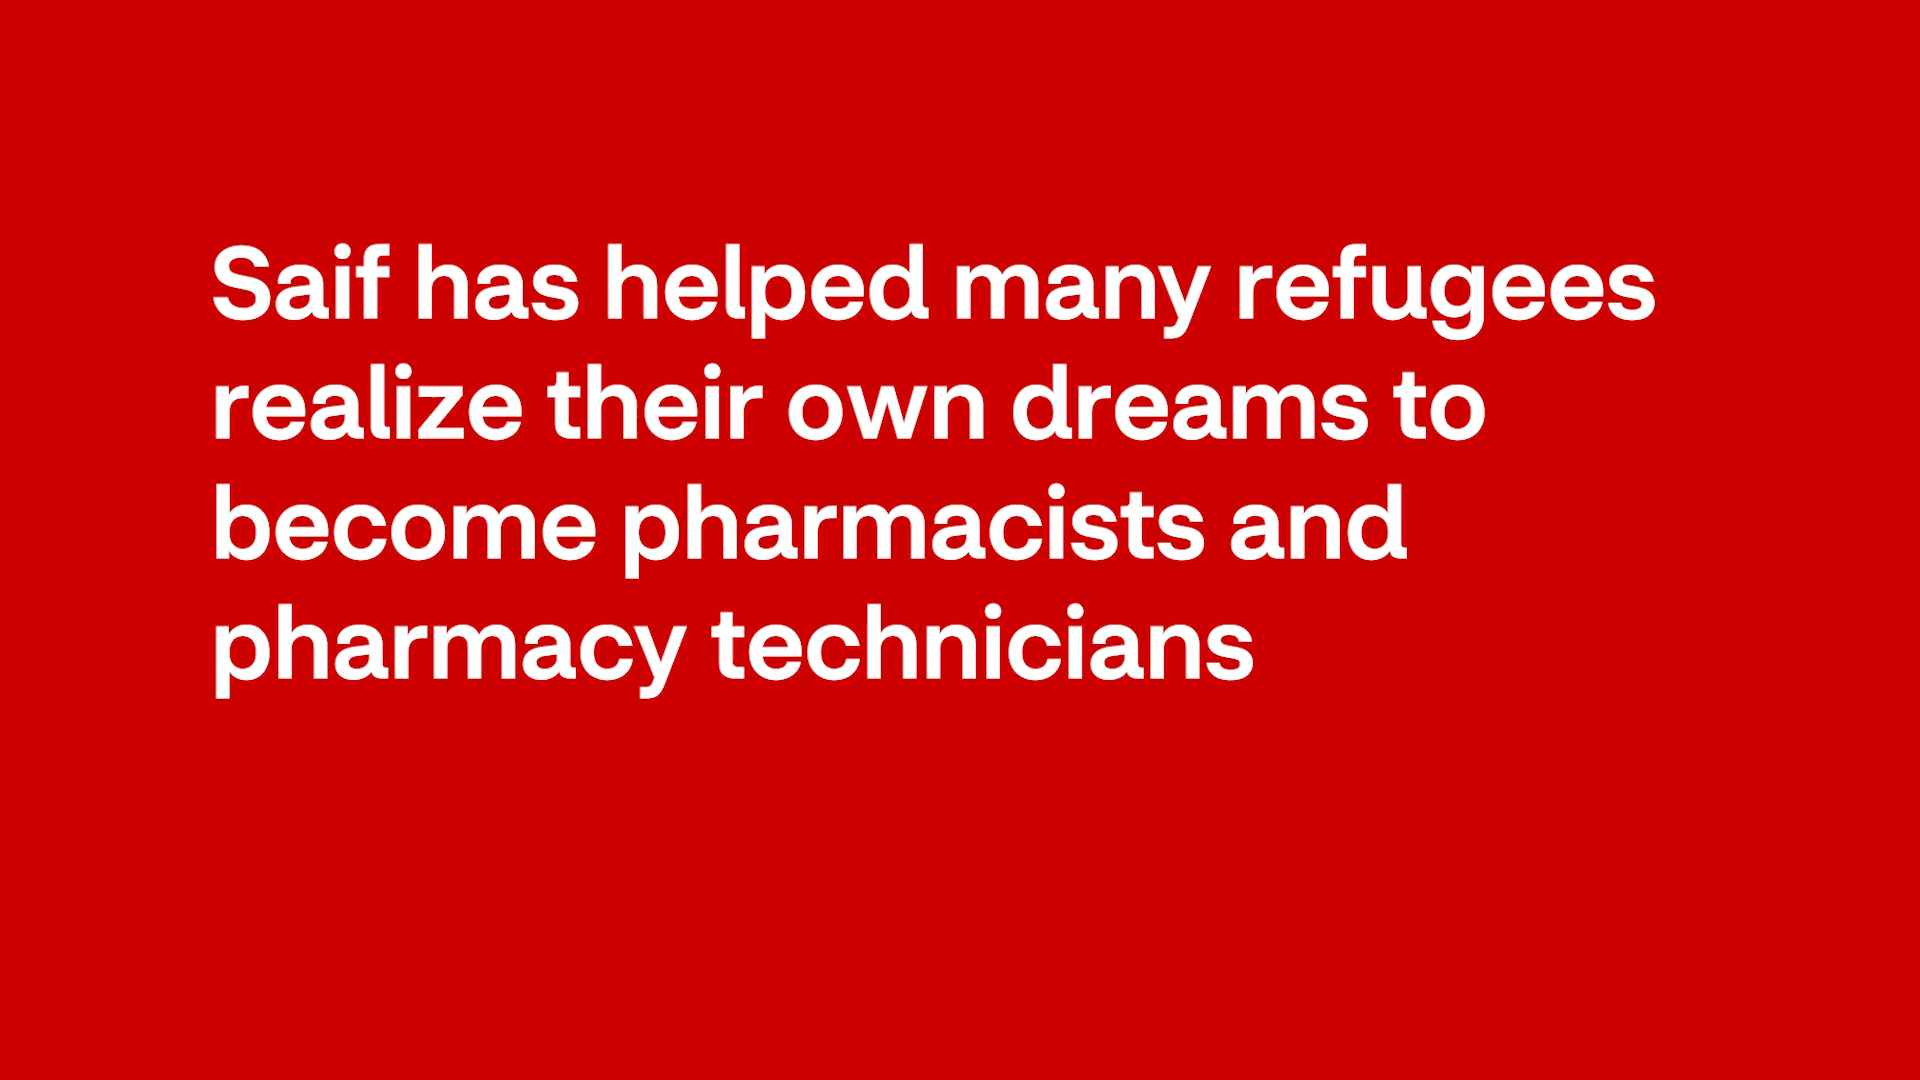 Saif has helped many refugees
realize their own dreams to
become pharmacists and
pharmacy technicians